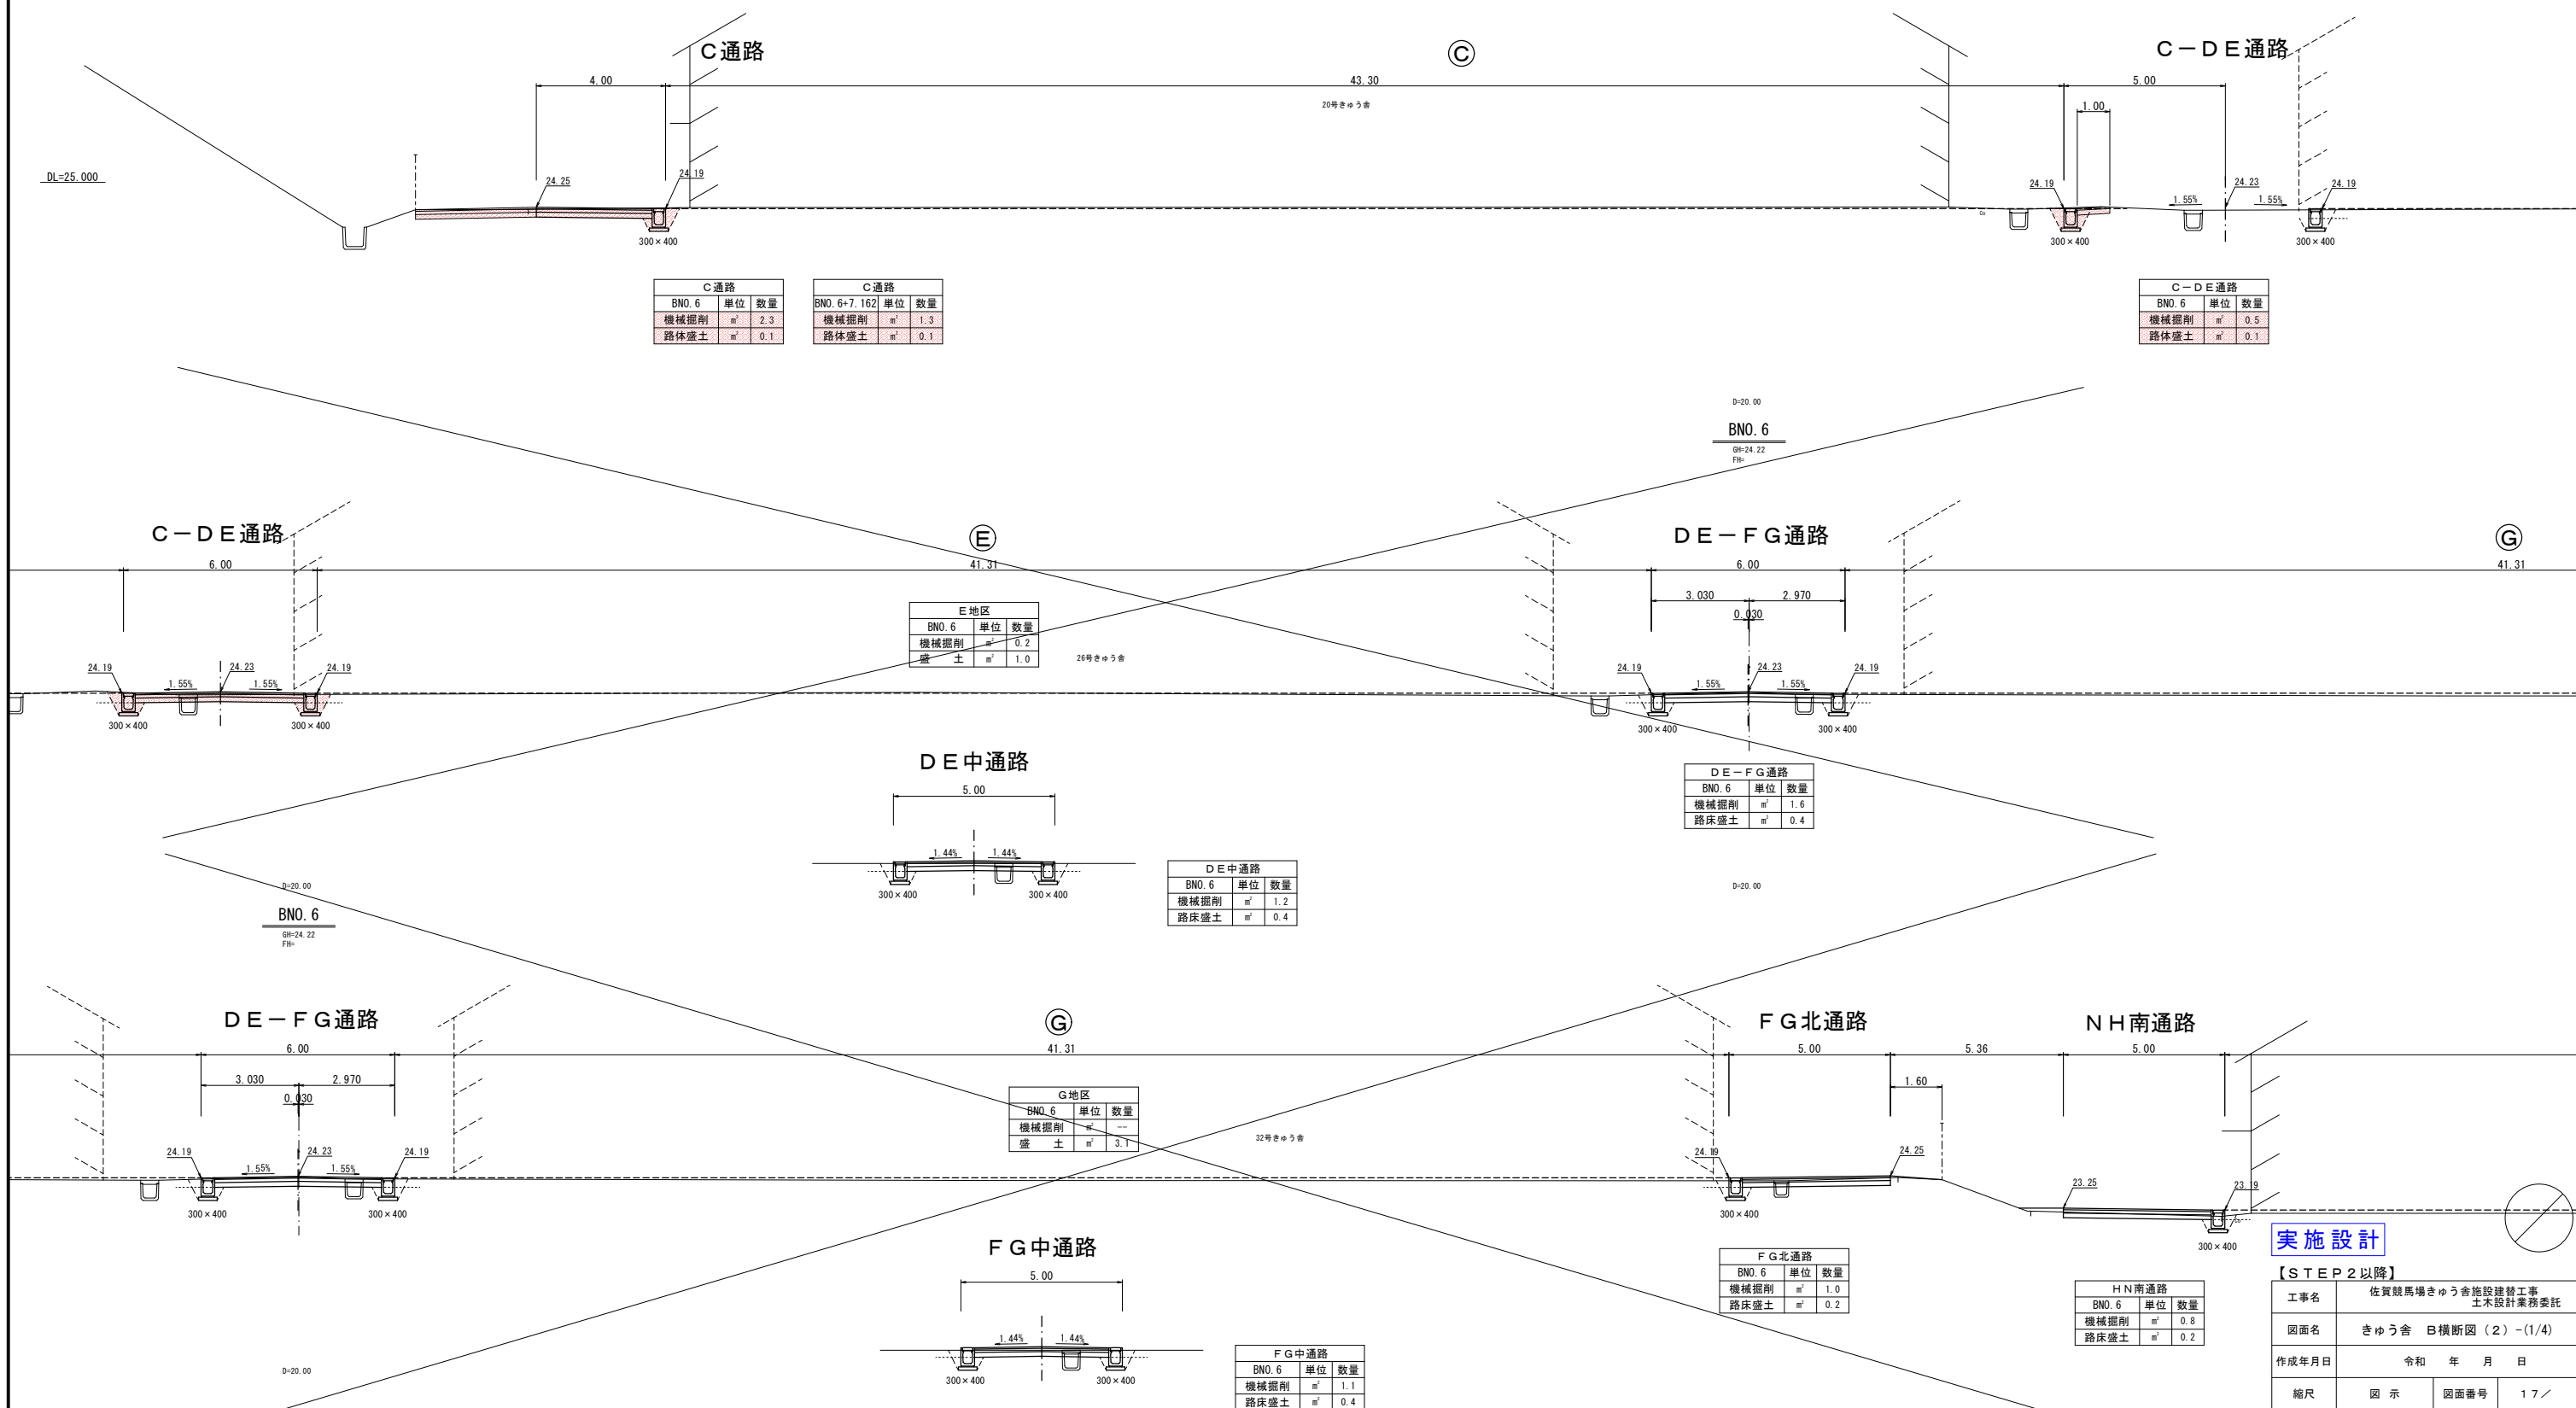 C通路
Ⓒ
C－DE通路
4.00
43.30
5.00
20号きゅう舎
1.00
DL=25.000
24.25
24.19
24.19
24.23
24.19
1.55%
1.55%
Co
300×400
300×400
300×400
C通路
BNO.6 単位 数量
機械掘削 ㎡ 2.3
路体盛土 ㎡ 0.1
C通路
BNO.6+7.162 単位 数量
機械掘削 ㎡ 1.3
路体盛土 ㎡ 0.1
C－DE通路
BNO.6 単位 数量
機械掘削 ㎡ 0.5
路体盛土 ㎡ 0.1
D=20.00
BNO.6
GH=24.22
FH=
C－DE通路
Ⓔ
DE－FG通路
Ⓖ
6.00
41.31
6.00
41.31
3.030
2.970
0.030
E地区
BNO.6 単位 数量
機械掘削 ㎡ 0.2
盛　土 ㎡ 1.0
26号きゅう舎
24.19
24.23
24.19
1.55%
1.55%
24.19
24.23
24.19
1.55%
1.55%
300×400
300×400
300×400
300×400
DE中通路
5.00
DE－FG通路
BNO.6 単位 数量
機械掘削 ㎡ 1.6
路床盛土 ㎡ 0.4
1.44%
1.44%
300×400
300×400
DE中通路
BNO.6 単位 数量
機械掘削 ㎡ 1.2
路床盛土 ㎡ 0.4
D=20.00
BNO.6
GH=24.22
FH=
D=20.00
DE－FG通路
Ⓖ
FG北通路
NH南通路
6.00
41.31
5.00
5.36
5.00
3.030
2.970
0.030
1.60
G地区
BNO.6 単位 数量
機械掘削 ㎡ --
盛　土 ㎡ 3.1
32号きゅう舎
24.19
24.23
24.19
1.55%
1.55%
24.19
24.25
23.25
23.19
Co
300×400
300×400
300×400
300×400
FG中通路
5.00
1.44%
1.44%
300×400
300×400
FG北通路
BNO.6 単位 数量
機械掘削 ㎡ 1.0
路床盛土 ㎡ 0.2
HN南通路
BNO.6 単位 数量
機械掘削 ㎡ 0.8
路床盛土 ㎡ 0.2
FG中通路
BNO.6 単位 数量
機械掘削 ㎡ 1.1
路床盛土 ㎡ 0.4
D=20.00
実施設計
【STEP2以降】
工事名 佐賀競馬場きゅう舎施設建替工事
土木設計業務委託
図面名 きゅう舎　B横断図（2）-(1/4)
作成年月日 令和　年　月　日
縮尺 図 示 図面番号 17／